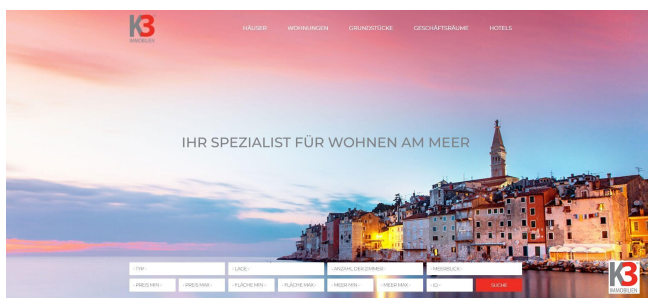 K3
IMMOBILIEN
HÄUSER WOHNUNGEN GRUNDSTÜCKE GESCHÄFTSRÄUME HOTELS
IHR SPEZIALIST FÜR WOHNEN AM MEER
- TYP - - LAGE - - ANZAHL DER ZIMMER - - MEERBLICK -
- PREIS MIN - - PREIS MAX - - FLÄCHE MIN - - FLÄCHE MAX - - MEER MIN - - MEER MAX - - ID - SUCHE
K3
IMMOBILIEN